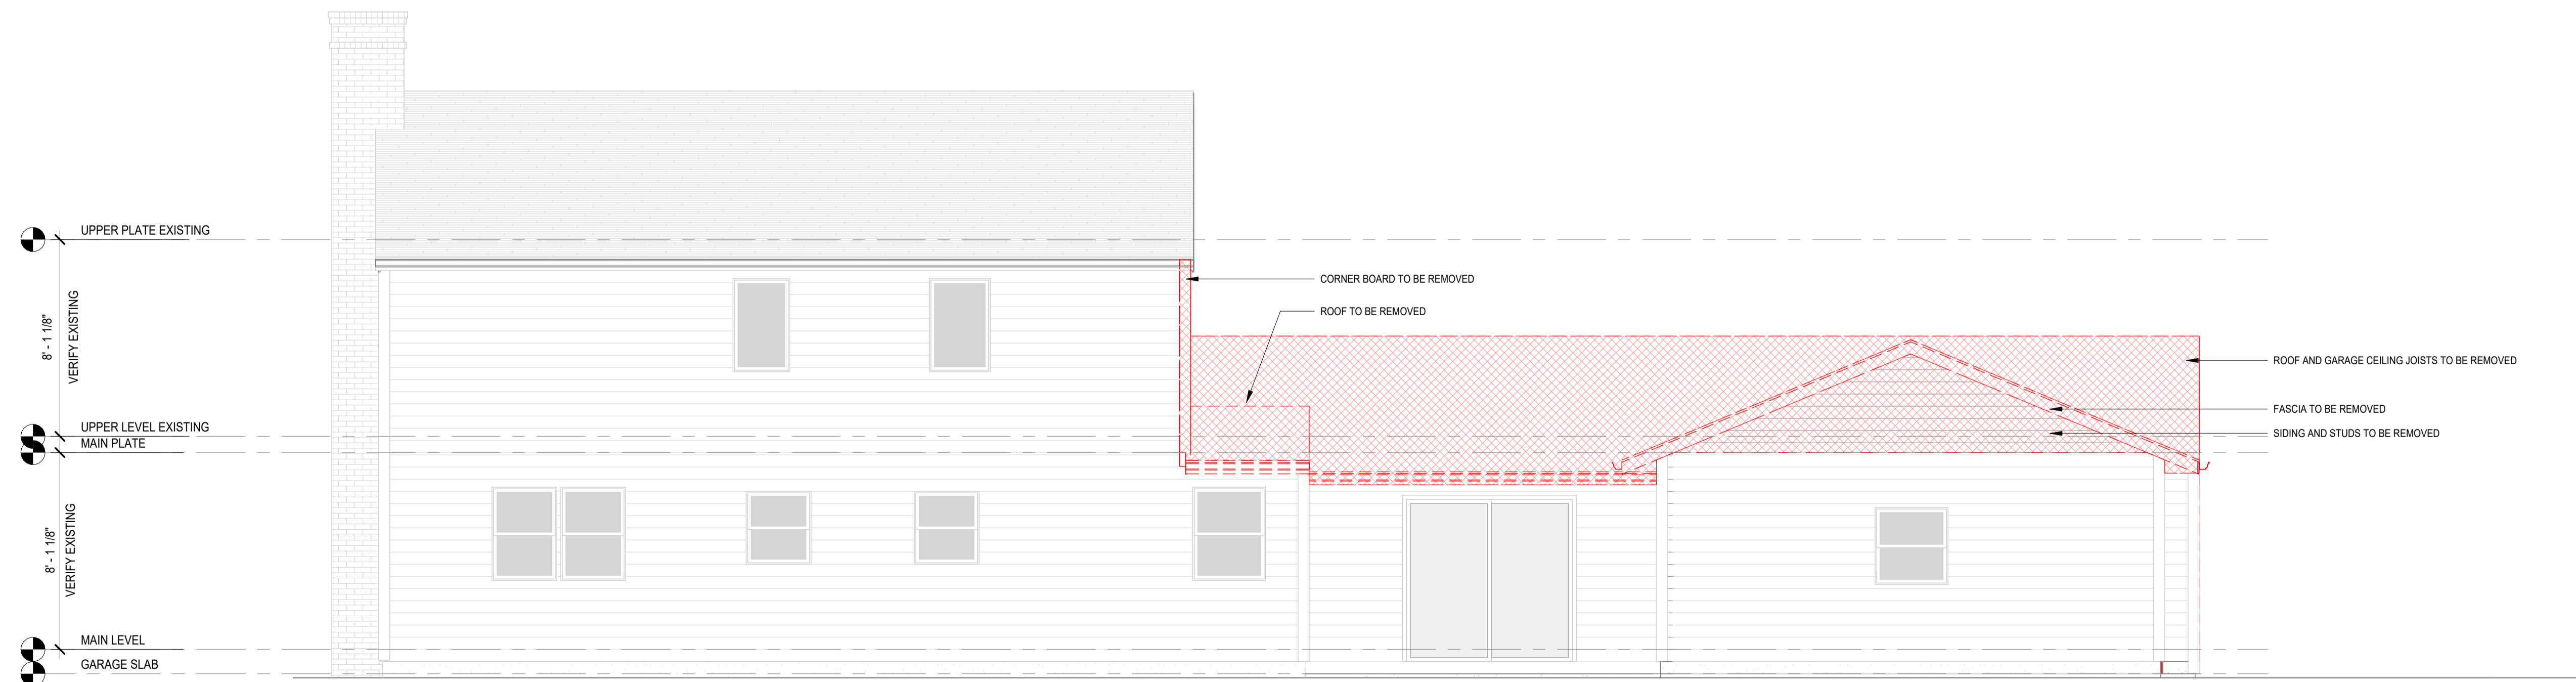 UPPER PLATE EXISTING
8' - 1 1/8"
VERIFY EXISTING
UPPER LEVEL EXISTING
MAIN PLATE
8' - 1 1/8"
VERIFY EXISTING
MAIN LEVEL
GARAGE SLAB
CORNER BOARD TO BE REMOVED
ROOF TO BE REMOVED
ROOF AND GARAGE CEILING JOISTS TO BE REMOVED
FASCIA TO BE REMOVED
SIDING AND STUDS TO BE REMOVED